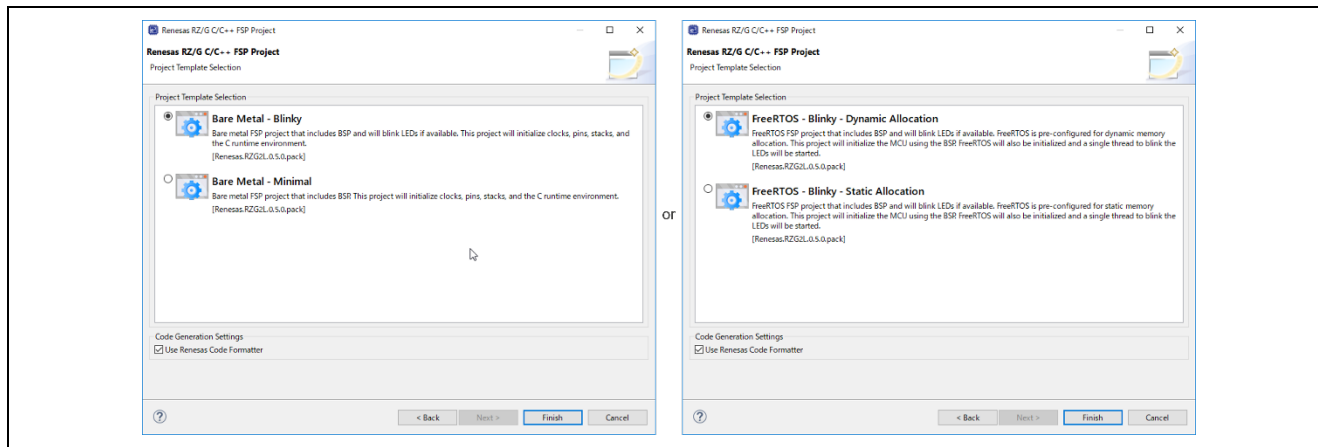 Renesas RZ/G C/C++ FSP Project
Renesas RZ/G C/C++ FSP Project
Project Template Selection
Project Template Selection
Bare Metal - Blinky
Bare metal FSP project that includes BSP and will blink LEDs if available. This project will initialize clocks, pins, stacks, and
the C runtime environment.
[Renesas.RZG2L.0.5.0.pack]
Bare Metal - Minimal
Bare metal FSP project that includes BSP. This project will initialize clocks, pins, stacks, and the C runtime environment.
[Renesas.RZG2L.0.5.0.pack]
Code Generation Settings
Use Renesas Code Formatter
?
< Back
Next >
Finish
Cancel
or
Renesas RZ/G C/C++ FSP Project
Renesas RZ/G C/C++ FSP Project
Project Template Selection
Project Template Selection
FreeRTOS - Blinky - Dynamic Allocation
FreeRTOS FSP project that includes BSP and will blink LEDs if available. FreeRTOS is pre-configured for dynamic memory
allocation. This project will initialize the MCU using the BSP. FreeRTOS will also be initialized and a single thread to blink the
LEDs will be started.
[Renesas.RZG2L.0.5.0.pack]
FreeRTOS - Blinky - Static Allocation
FreeRTOS FSP project that includes BSP and will blink LEDs if available. FreeRTOS is pre-configured for static memory
allocation. This project will initialize the MCU using the BSP. FreeRTOS will also be initialized and a single thread to blink the
LEDs will be started.
[Renesas.RZG2L.0.5.0.pack]
Code Generation Settings
Use Renesas Code Formatter
?
< Back
Next >
Finish
Cancel